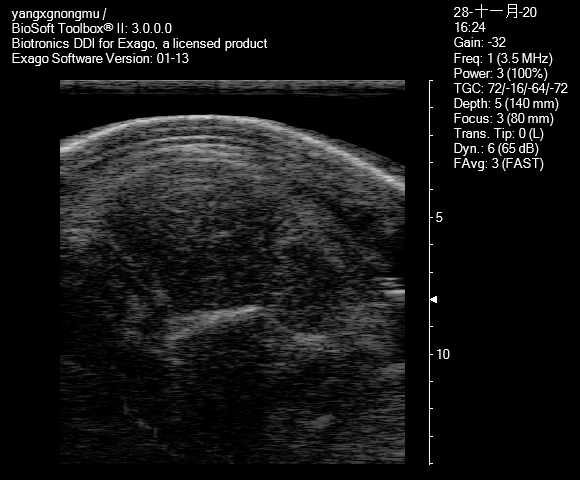 yangxgnongmu /
BioSoft Toolbox® II: 3.0.0.0
Biotronics DDI for Exago, a licensed product
Exago Software Version: 01-13
28-十一月-20
16:24
Gain: -32
Freq: 1 (3.5 MHz)
Power: 3 (100%)
TGC: 72/-16/-64/-72
Depth: 5 (140 mm)
Focus: 3 (80 mm)
Trans. Tip: 0 (L)
Dyn.: 6 (65 dB)
FAvg: 3 (FAST)
5
10